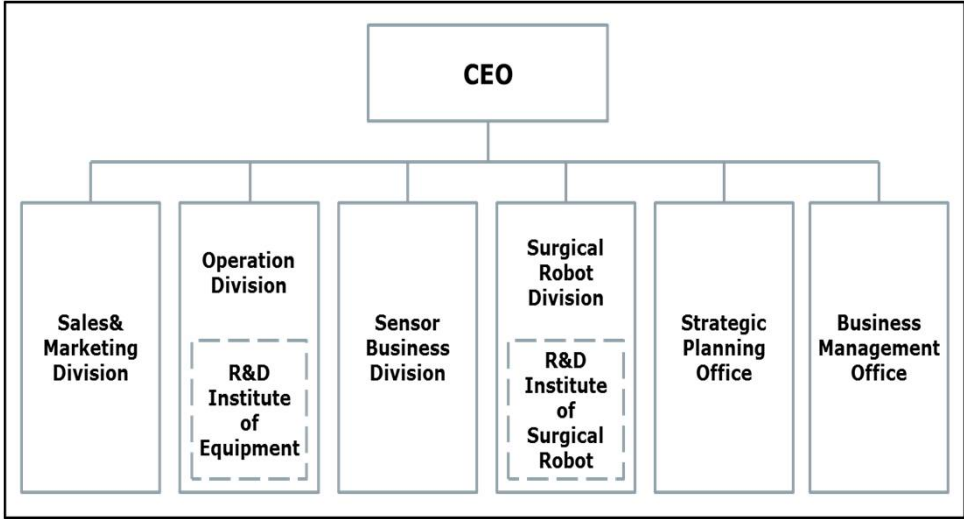 CEO
Sales&
Marketing
Division
Operation
Division
R&D
Institute
of
Equipment
Sensor
Business
Division
Surgical
Robot
Division
R&D
Institute
of
Surgical
Robot
Strategic
Planning
Office
Business
Management
Office